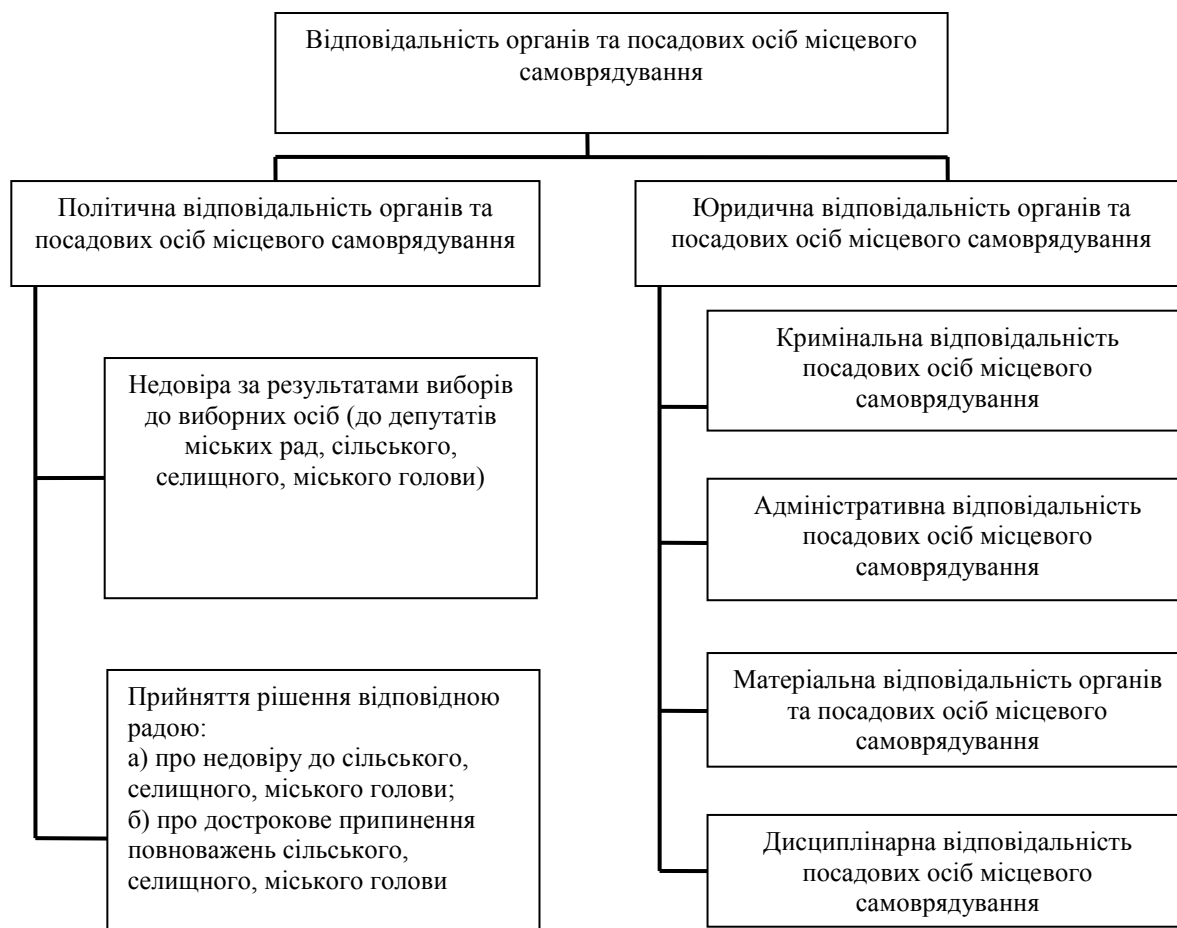 Відповідальність органів та посадових осіб місцевого
самоврядування
Політична відповідальність органів та
посадових осіб місцевого самоврядування
Юридична відповідальність органів та
посадових осіб місцевого самоврядування
Недовіра за результатами виборів
до виборних осіб (до депутатів
міських рад, сільського,
селищного, міського голови)
Прийняття рішення відповідною
радою:
а) про недовіру до сільського,
селищного, міського голови;
б) про дострокове припинення
повноважень сільського,
селищного, міського голови
Кримінальна відповідальність
посадових осіб місцевого
самоврядування
Адміністративна відповідальність
посадових осіб місцевого
самоврядування
Матеріальна відповідальність органів
та посадових осіб місцевого
самоврядування
Дисциплінарна відповідальність
посадових осіб місцевого
самоврядування